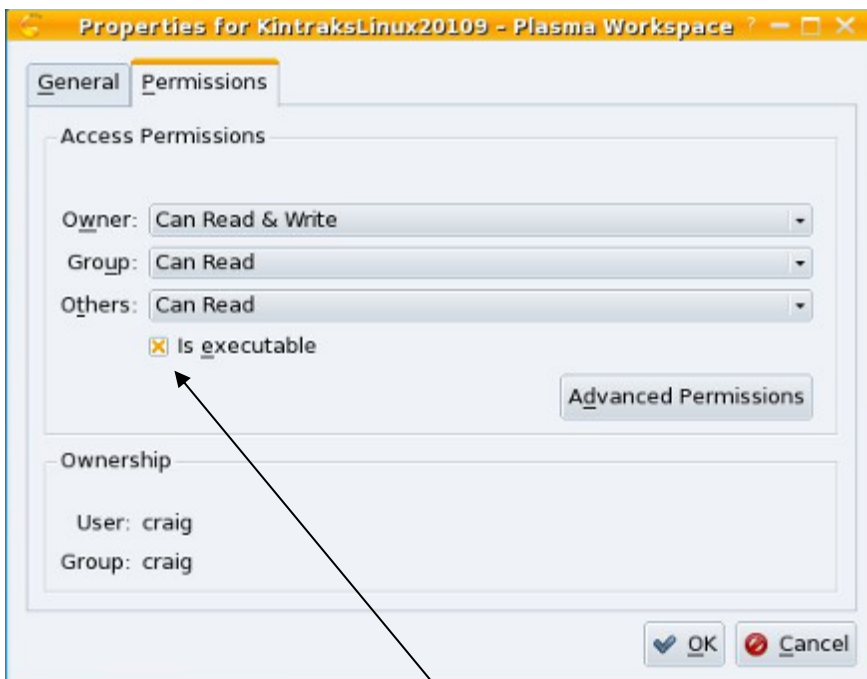 Properties for KintraksLinux20109 – Plasma Workspace ?
General Permissions
Access Permissions
Owner: Can Read & Write
Group: Can Read
Others: Can Read
Is executable
Advanced Permissions
Ownership
User: craig
Group: craig
OK Cancel